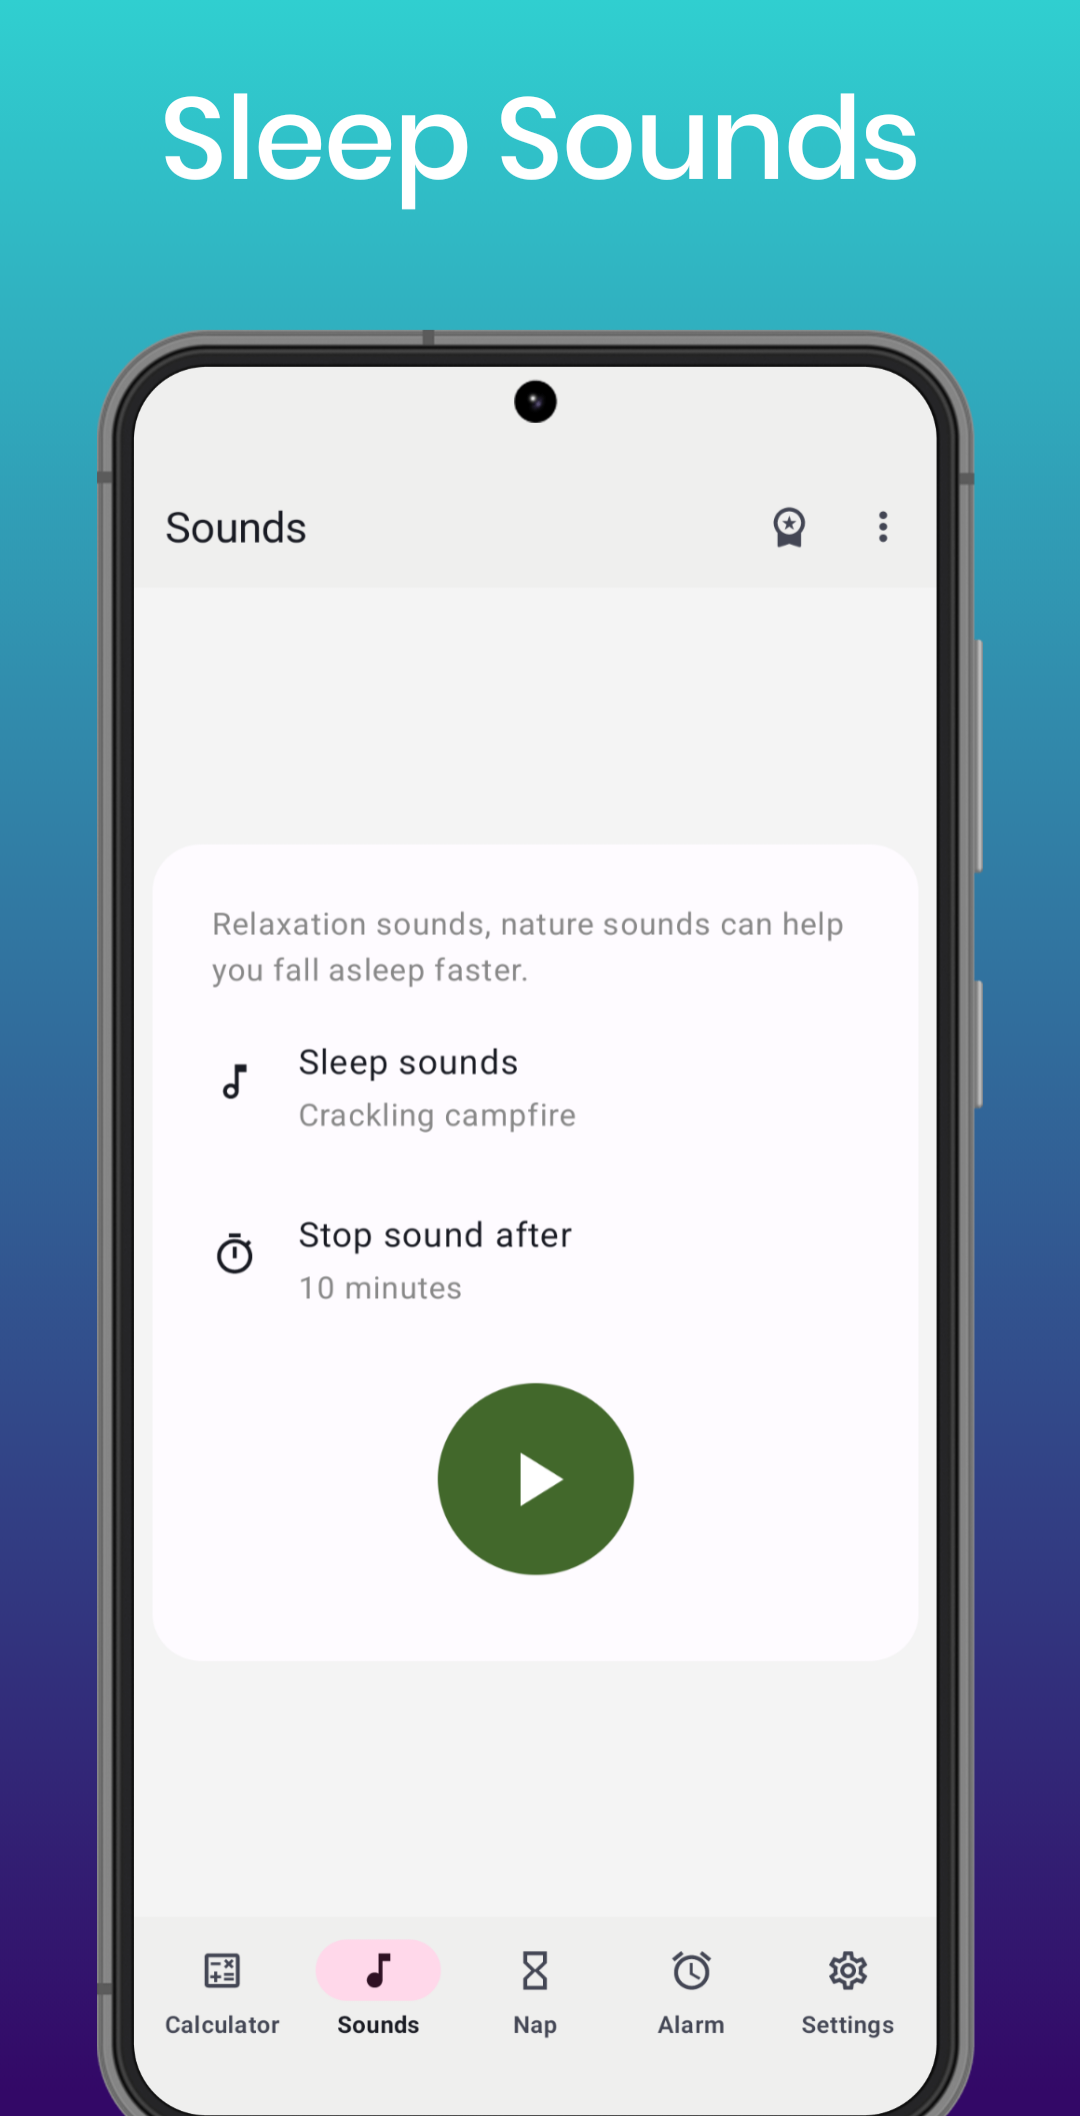 Sleep Sounds
Sounds
Relaxation sounds, nature sounds can help
you fall asleep faster.
Sleep sounds
Crackling campfire
Stop sound after
10 minutes
Calculator
Sounds
Nap
Alarm
Settings